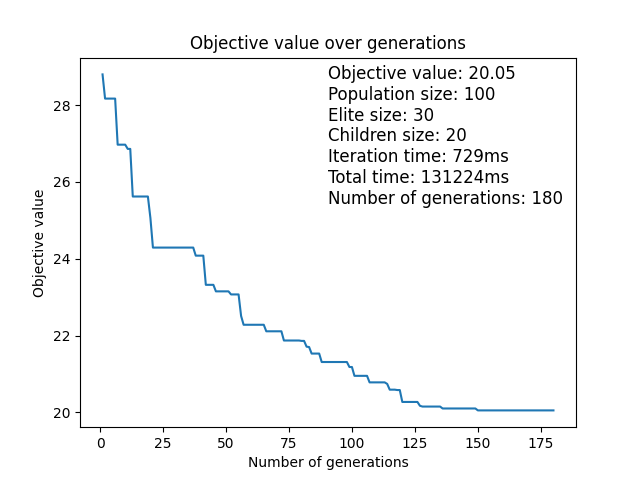 Objective value over generations
Objective value: 20.05
Population size: 100
Elite size: 30
Children size: 20
Iteration time: 729ms
Total time: 131224ms
Number of generations: 180
Objective value
28
26
24
22
20
0 25 50 75 100 125 150 175
Number of generations